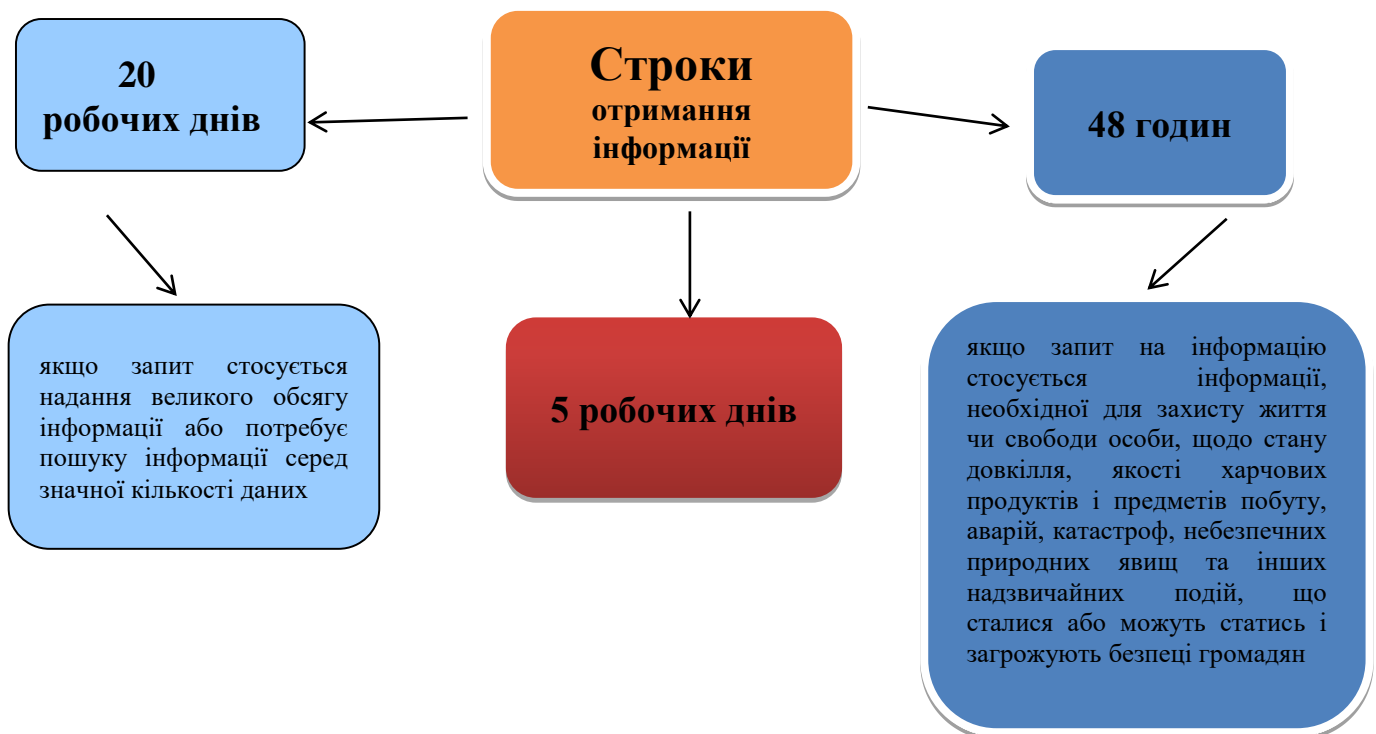 Строки
отримання
інформації
20
робочих днів
48 годин
5 робочих днів
якщо запит стосується
надання великого обсягу
інформації або потребує
пошуку інформації серед
значної кількості даних
якщо запит на інформацію
стосується інформації,
необхідної для захисту життя
чи свободи особи, щодо стану
довкілля, якості харчових
продуктів і предметів побуту,
аварій, катастроф, небезпечних
природних явищ та інших
надзвичайних подій, що
сталися або можуть статись і
загрожують безпеці громадян